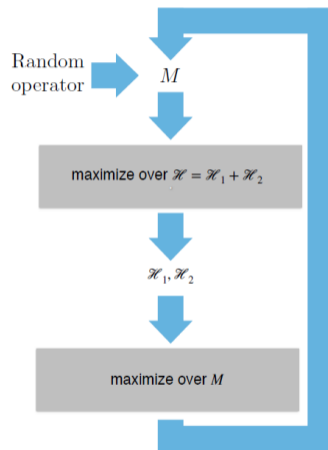 Random
operator
M
maximize over ℋ = ℋ₁ + ℋ₂
ℋ₁, ℋ₂
maximize over M